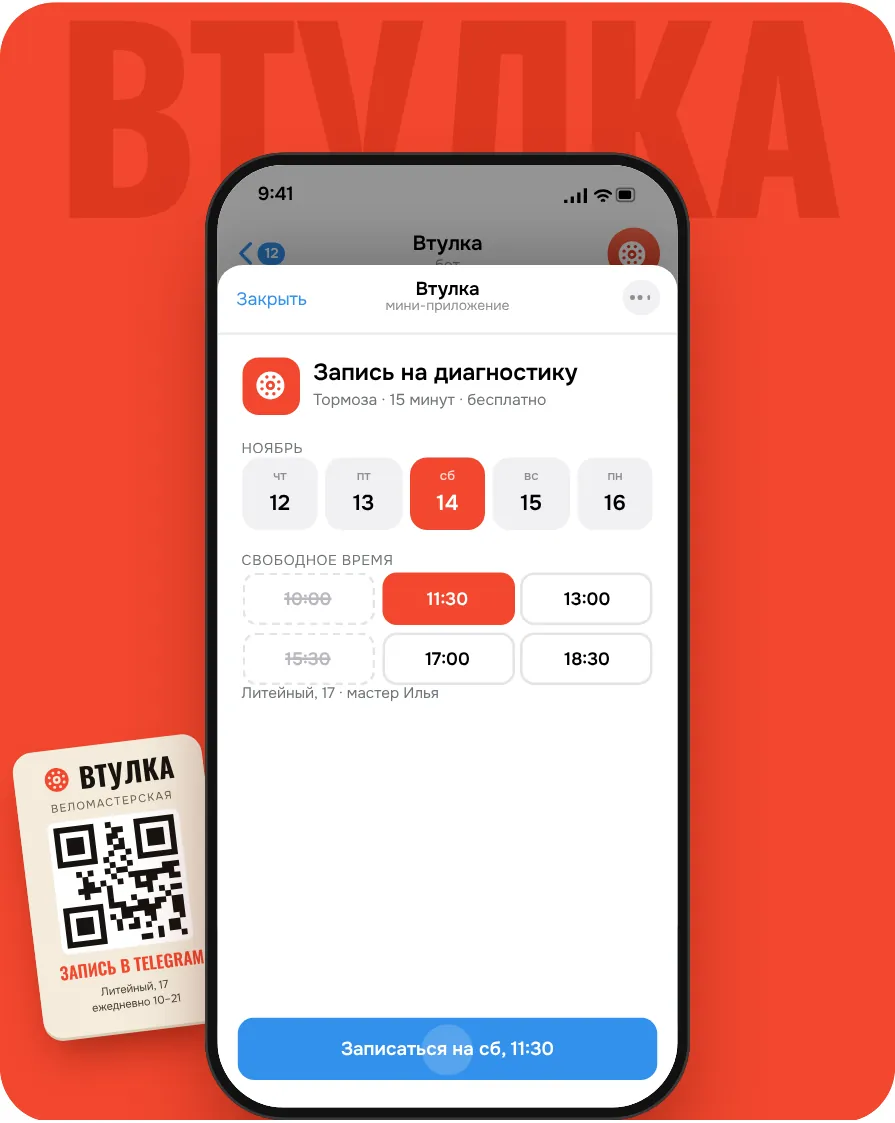 ВТУЛКА
9:41
12
Втулка
бот
Закрыть
Втулка
мини-приложение
Запись на диагностику
Тормоза · 15 минут · бесплатно
НОЯБРЬ
чт пт сб вс пн
12 13 14 15 16
СВОБОДНОЕ ВРЕМЯ
10:00 11:30 13:00
15:30 17:00 18:30
Литейный, 17 · мастер Илья
Записаться на сб, 11:30
ВТУЛКА
ВЕЛОМАСТЕРСКАЯ
ЗАПИСЬ В TELEGRAM
Литейный, 17
ежедневно 10–21